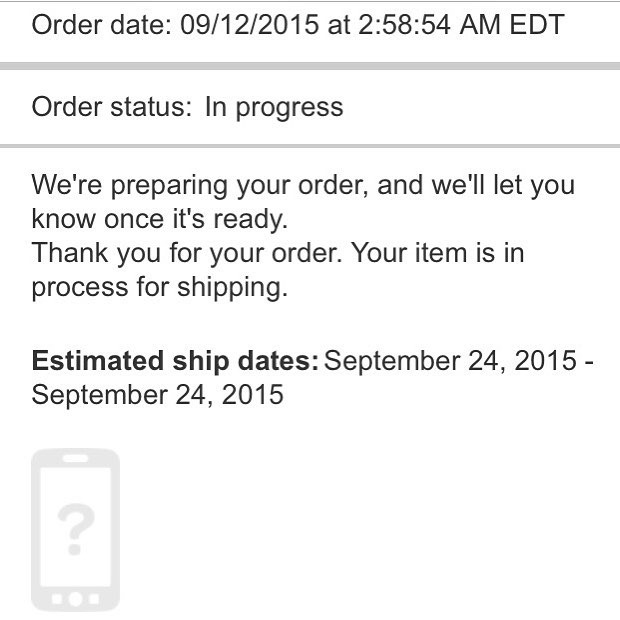 Order date: 09/12/2015 at 2:58:54 AM EDT
Order status: In progress
We're preparing your order, and we'll let you
know once it's ready.
Thank you for your order. Your item is in
process for shipping.
Estimated ship dates: September 24, 2015 -
September 24, 2015
?